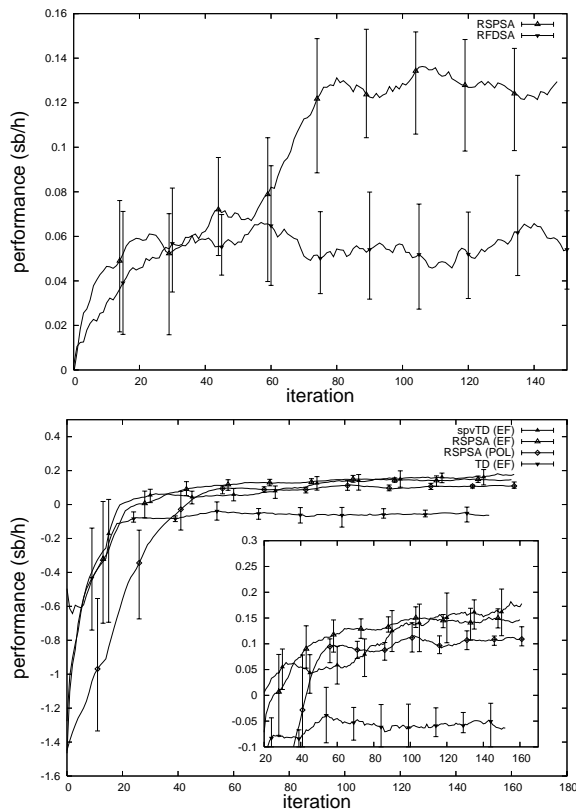 0.16
0.14
0.12
0.1
0.08
0.06
0.04
0.02
0
0 20 40 60 80 100 120 140
performance (sb/h)
iteration
RSPSA
RFDSA
0.4
0.2
0
-0.2
-0.4
-0.6
-0.8
-1
-1.2
-1.4
-1.6
0 20 40 60 80 100 120 140 160 180
performance (sb/h)
iteration
spvTD (EF)
RSPSA (EF)
RSPSA (POL)
TD (EF)
0.3
0.25
0.2
0.15
0.1
0.05
0
-0.05
-0.1
20 40 60 80 100 120 140 160